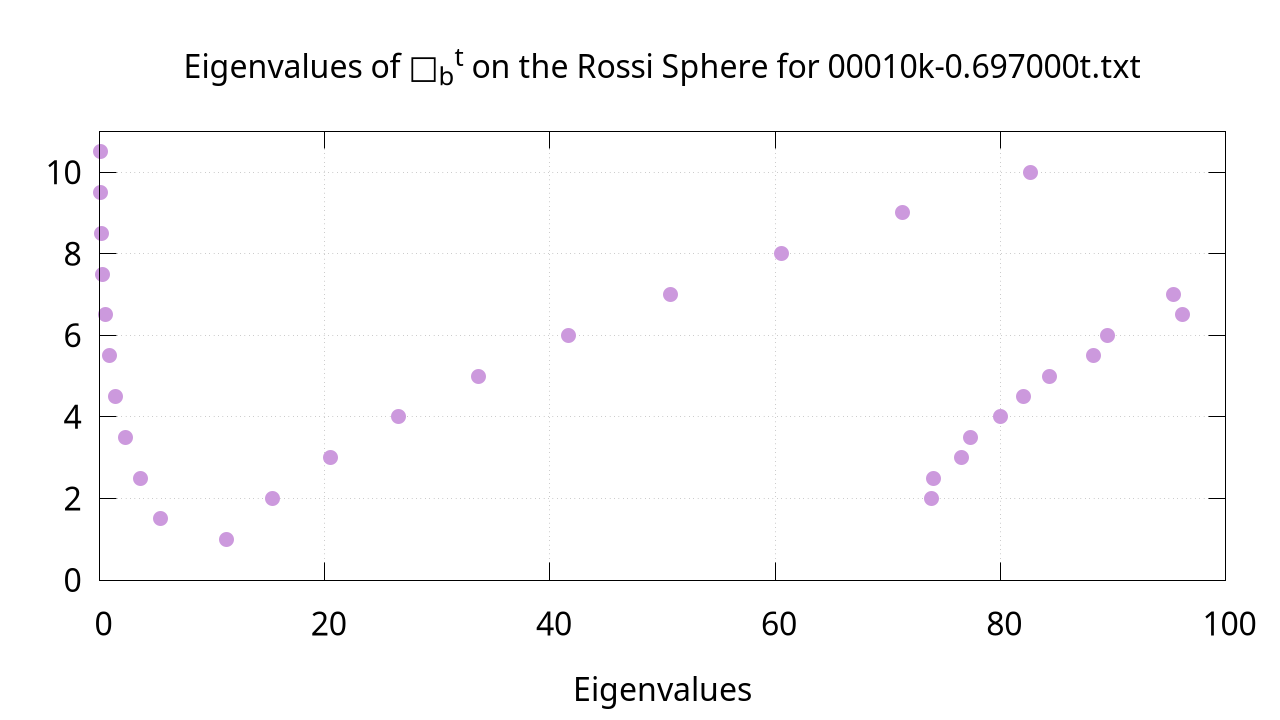 Eigenvalues of □bt on the Rossi Sphere for 00010k-0.697000t.txt
10
8
6
4
2
0
0 20 40 60 80 100
Eigenvalues